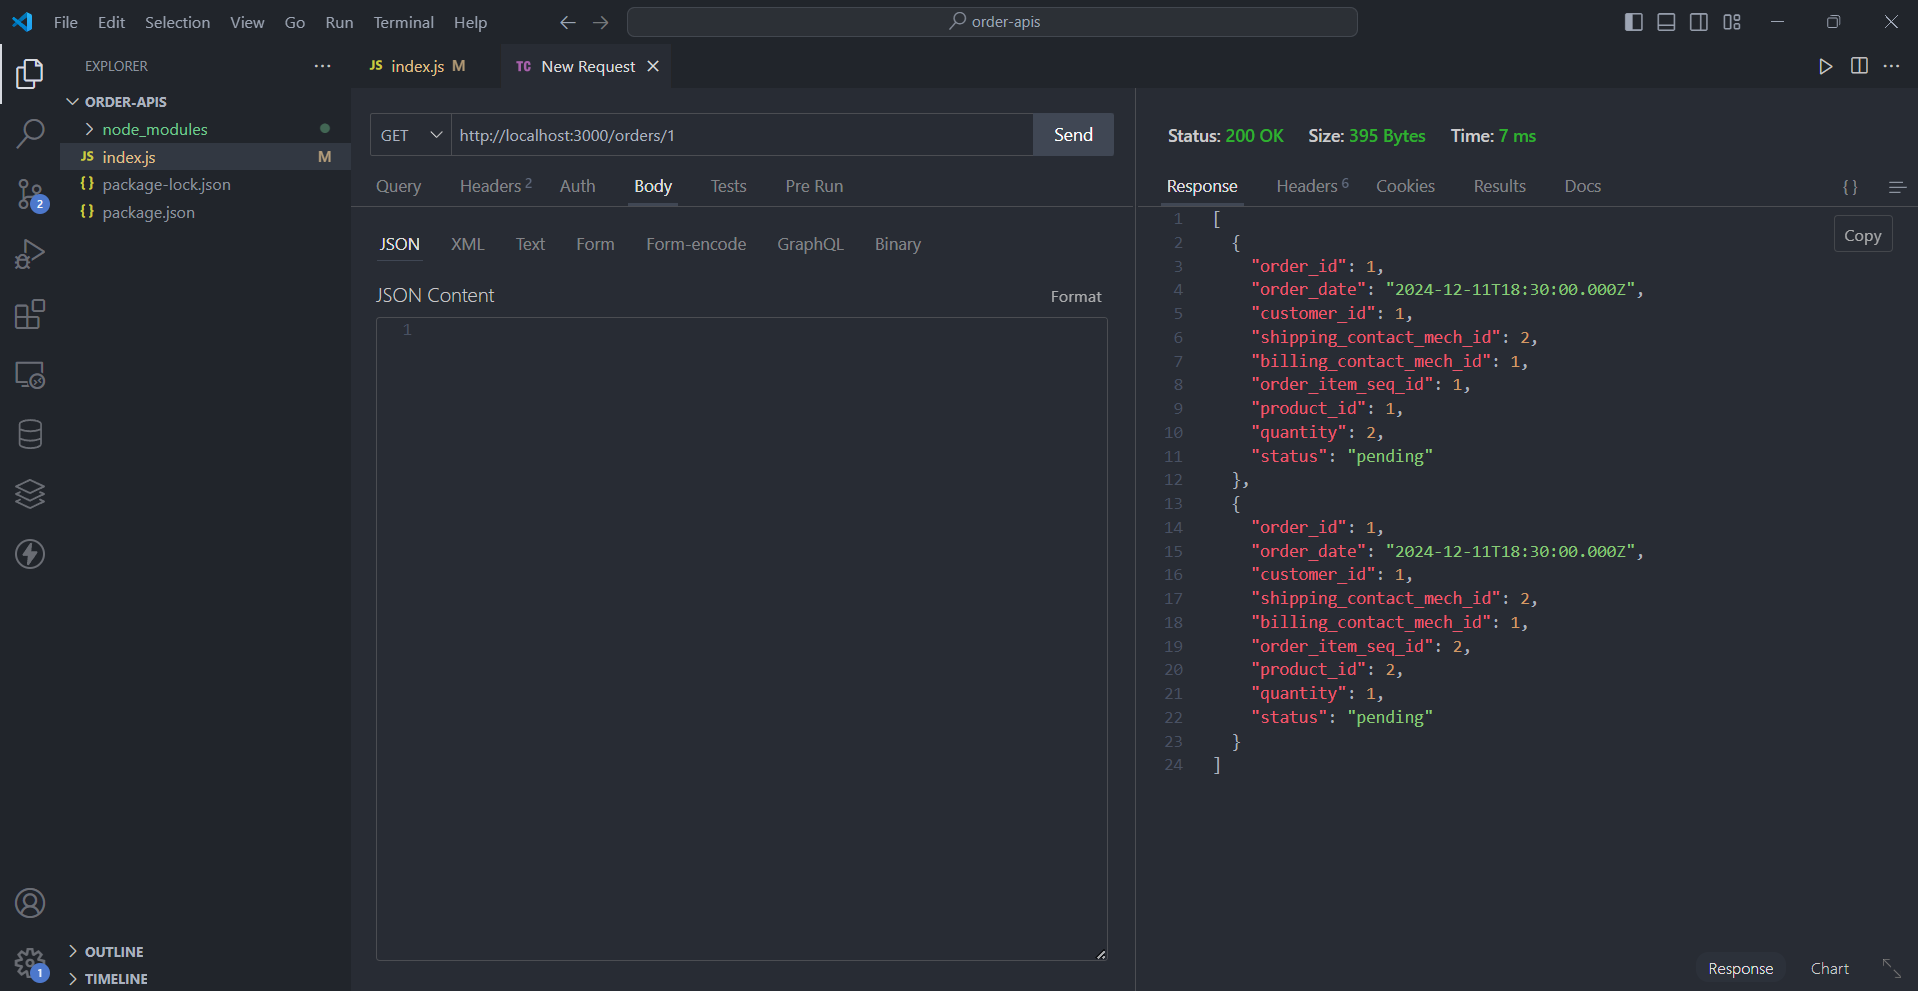 File Edit Selection View Go Run Terminal Help
order-apis
EXPLORER
ORDER-APIS
node_modules
JS index.js M
{} package-lock.json
{} package.json
2
1
OUTLINE
TIMELINE
JS index.js M
TC New Request
GET http://localhost:3000/orders/1 Send
Query Headers 2 Auth Body Tests Pre Run
JSON XML Text Form Form-encode GraphQL Binary
JSON Content Format
1
Status: 200 OK Size: 395 Bytes Time: 7 ms
Response Headers 6 Cookies Results Docs {}
Copy
1 [
2 {
3 "order_id": 1,
4 "order_date": "2024-12-11T18:30:00.000Z",
5 "customer_id": 1,
6 "shipping_contact_mech_id": 2,
7 "billing_contact_mech_id": 1,
8 "order_item_seq_id": 1,
9 "product_id": 1,
10 "quantity": 2,
11 "status": "pending"
12 },
13 {
14 "order_id": 1,
15 "order_date": "2024-12-11T18:30:00.000Z",
16 "customer_id": 1,
17 "shipping_contact_mech_id": 2,
18 "billing_contact_mech_id": 1,
19 "order_item_seq_id": 2,
20 "product_id": 2,
21 "quantity": 1,
22 "status": "pending"
23 }
24 ]
Response Chart